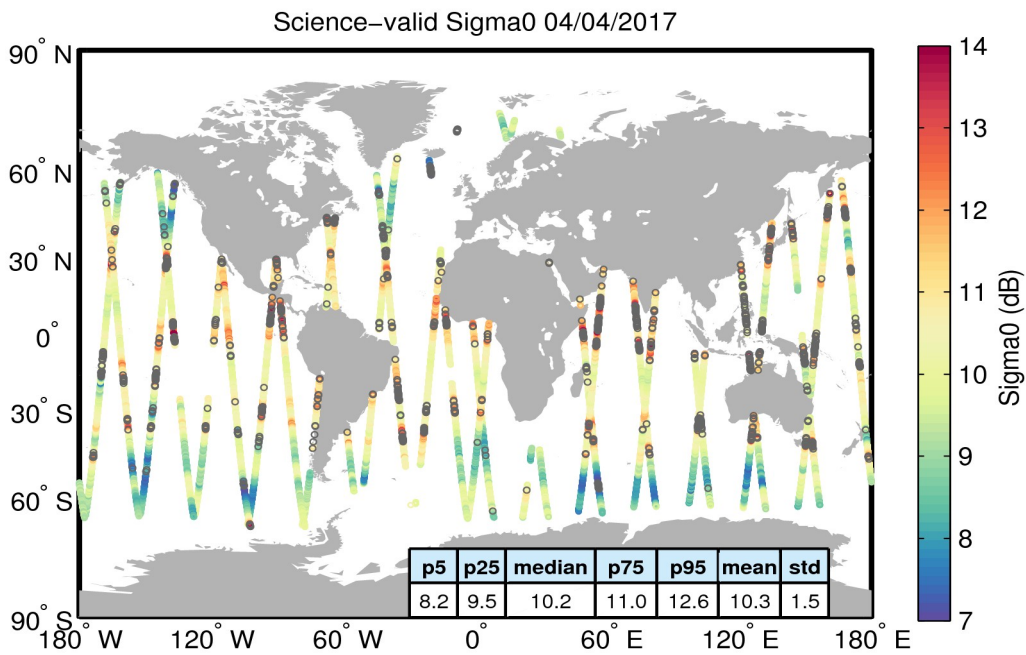 Science−valid Sigma0 04/04/2017
90° N
60° N
30° N
0°
30° S
60° S
90° S
180° W
120° W
60° W
0°
60° E
120° E
180° E
p5 p25 median p75 p95 mean std
8.2 9.5 10.2 11.0 12.6 10.3 1.5
14
13
12
11
10
9
8
7
Sigma0 (dB)